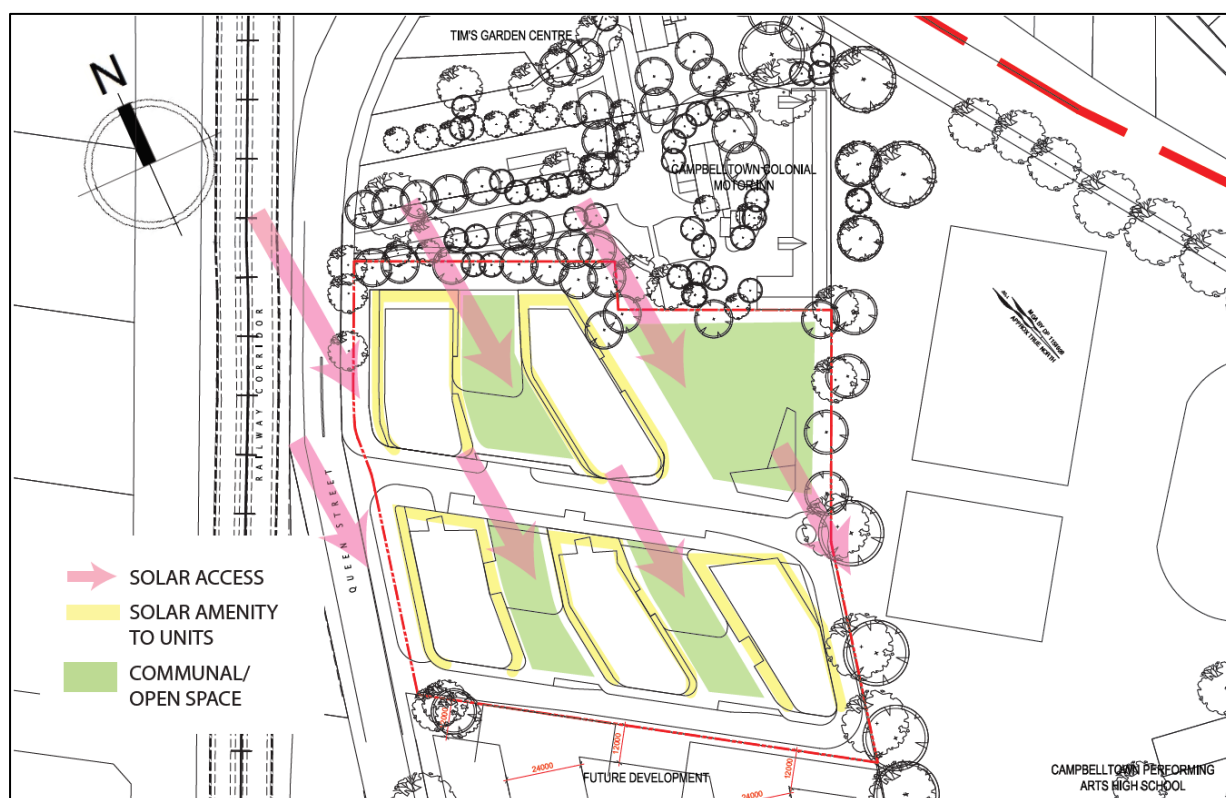 TIM'S GARDEN CENTRE
N
CAMPBELLTOWN COLONIAL
MOTOR INN
RAILWAY CORRIDOR
QUEEN STREET
APPROX TRUE NORTH
SOLAR ACCESS
SOLAR AMENITY
TO UNITS
COMMUNAL/
OPEN SPACE
24000
12000
12000
24000
FUTURE DEVELOPMENT
CAMPBELLTOWN PERFORMING
ARTS HIGH SCHOOL